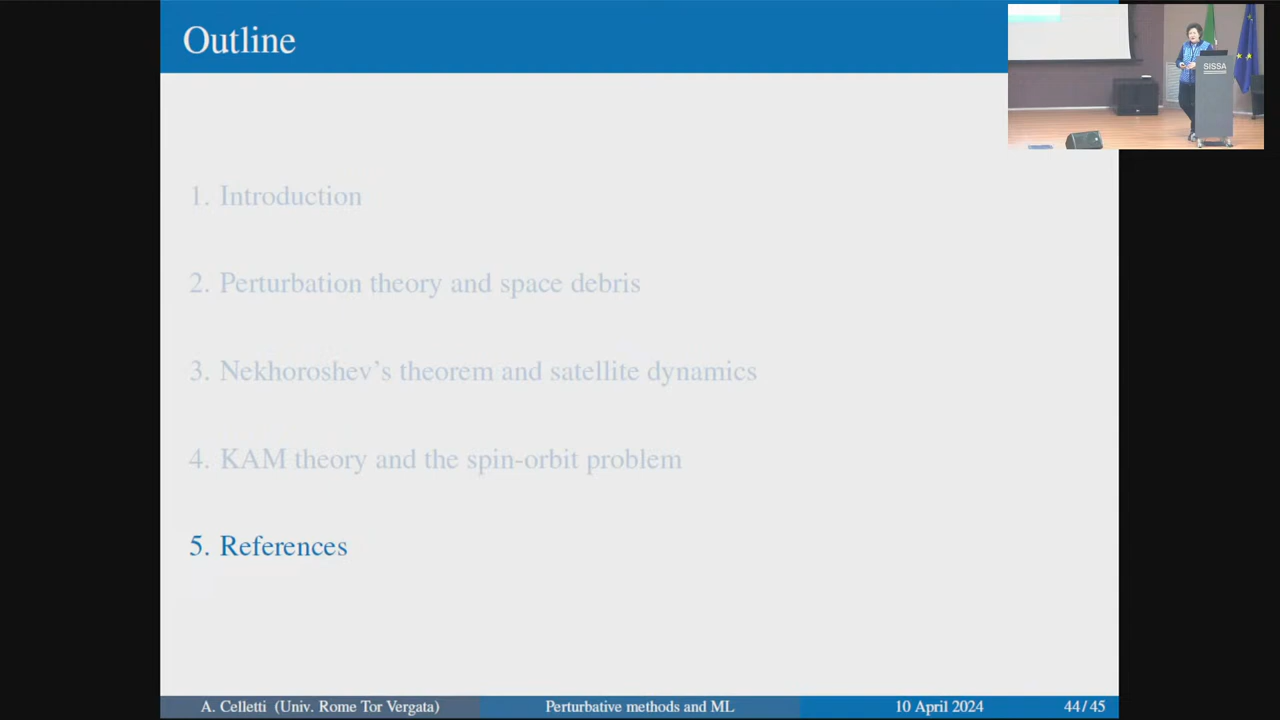 Outline
SISSA
1. Introduction
2. Perturbation theory and space debris
3. Nekhoroshev's theorem and satellite dynamics
4. KAM theory and the spin-orbit problem
5. References
A. Celletti (Univ. Rome Tor Vergata)
Perturbative methods and ML
10 April 2024
44 / 45